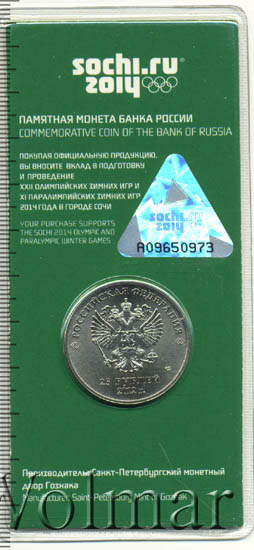 sochi.ru
2014
ПАМЯТНАЯ МОНЕТА БАНКА РОССИИ
COMMEMORATIVE COIN OF THE BANK OF RUSSIA
ПОКУПАЯ ОФИЦИАЛЬНУЮ ПРОДУКЦИЮ,
ВЫ ВНОСИТЕ ВКЛАД В ПОДГОТОВКУ
И ПРОВЕДЕНИЕ
XXII ОЛИМПИЙСКИХ ЗИМНИХ ИГР И
XI ПАРАЛИМПИЙСКИХ ЗИМНИХ ИГР
2014 ГОДА В ГОРОДЕ СОЧИ
YOUR PURCHASE SUPPORTS
THE SOCHI 2014 OLYMPIC AND
PARALYMPIC WINTER GAMES
sochi.ru
2014
A09650973
РОССИЙСКАЯ ФЕДЕРАЦИЯ
25 РУБЛЕЙ
2012 г.
Производитель: Санкт-Петербургский монетный
двор Гознака
Manufacturer: Saint-Petersburg Mint of Goznak
Volmar